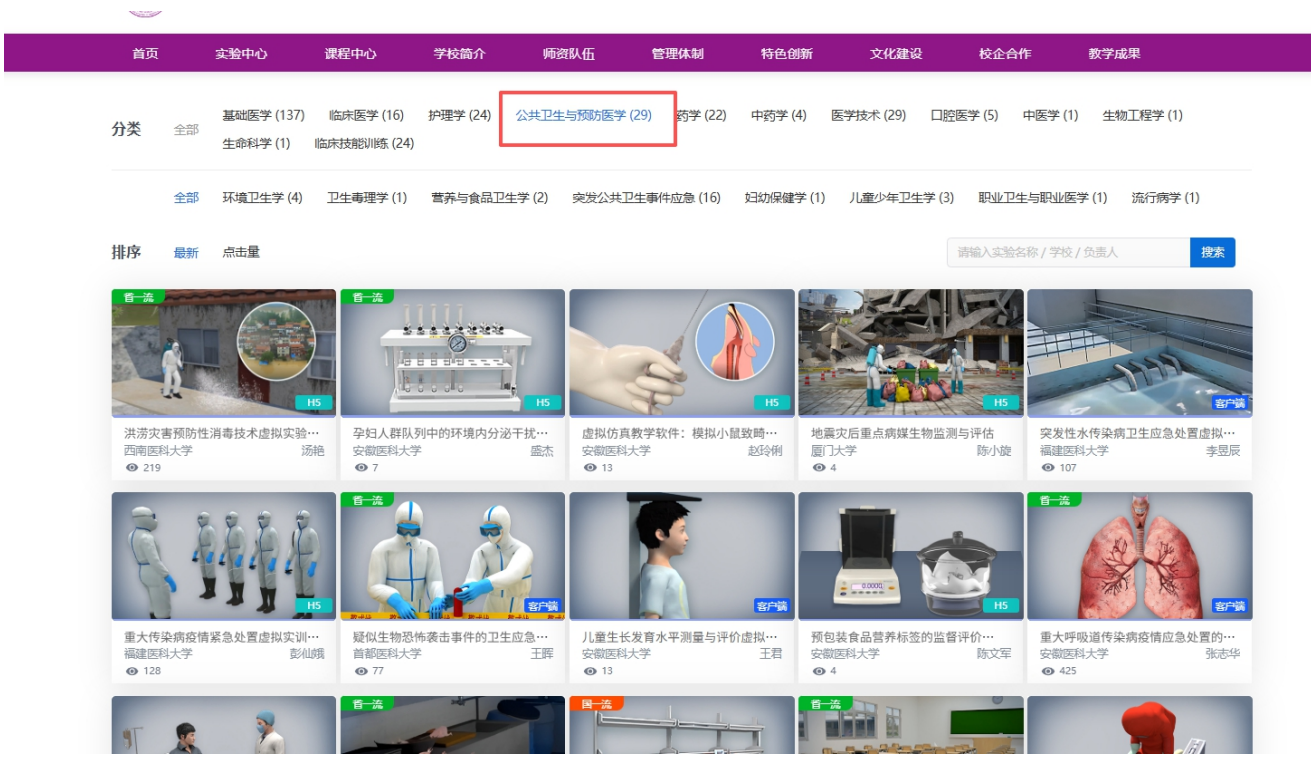 首页 实验中心 课程中心 学校简介 师资队伍 管理体制 特色创新 文化建设 校企合作 教学成果
分类 全部 基础医学 (137) 临床医学 (16) 护理学 (24) 公共卫生与预防医学 (29) 药学 (22) 中药学 (4) 医学技术 (29) 口腔医学 (5) 中医学 (1) 生物工程学 (1)
生命科学 (1) 临床技能训练 (24)
全部 环境卫生学 (4) 卫生毒理学 (1) 营养与食品卫生学 (2) 突发公共卫生事件应急 (16) 妇幼保健学 (1) 儿童少年卫生学 (3) 职业卫生与职业医学 (1) 流行病学 (1)
排序 最新 点击量 请输入实验名称 / 学校 / 负责人 搜索
省一流 省一流
H5 H5 H5 H5 客户端
洪涝灾害预防性消毒技术虚拟实验… 孕妇人群队列中的环境内分泌干扰… 虚拟仿真教学软件：模拟小鼠致畸… 地震灾后重点病媒生物监测与评估 突发性水传染病卫生应急处置虚拟…
西南医科大学 汤艳 安徽医科大学 盛杰 安徽医科大学 赵玲俐 厦门大学 陈小旋 福建医科大学 李昱辰
219 7 13 4 107
省一流 省一流
H5 客户端 客户端 H5 客户端
重大传染病疫情紧急处置虚拟实训… 疑似生物恐怖袭击事件的卫生应急… 儿童生长发育水平测量与评价虚拟… 预包装食品营养标签的监督评价… 重大呼吸道传染病疫情应急处置的…
福建医科大学 彭仙娥 首都医科大学 王晖 安徽医科大学 王君 安徽医科大学 陈文军 安徽医科大学 张志华
128 77 13 4 425
省一流 国一流 省一流